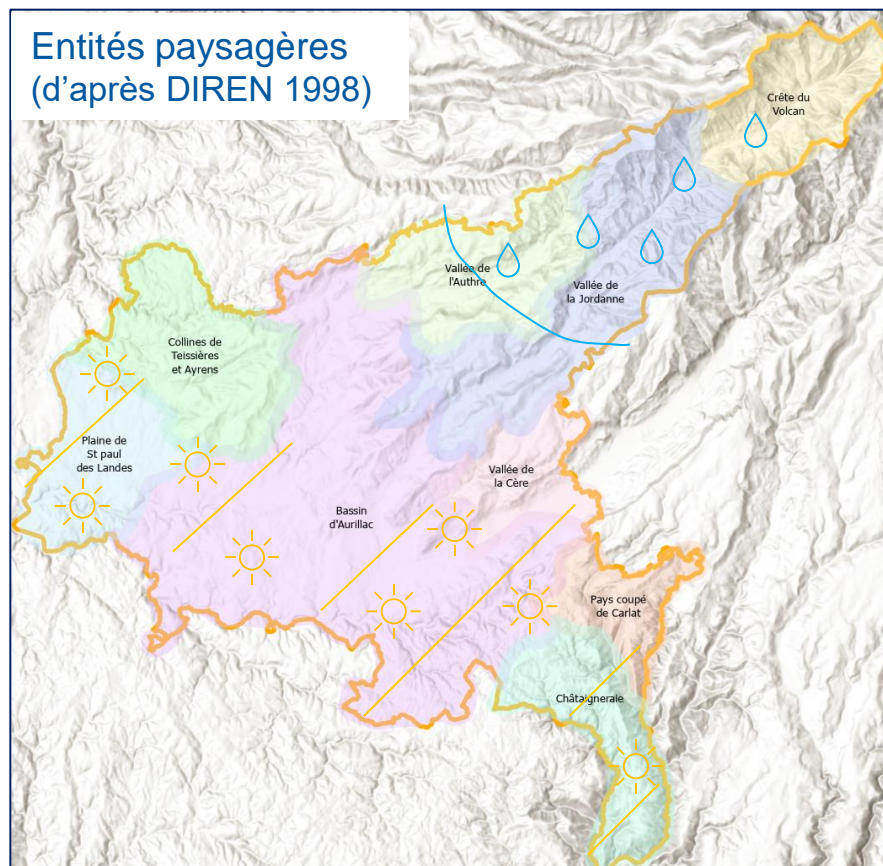 Entités paysagères
(d'après DIREN 1998)
Crête du
Volcan
Vallée de
l'Authre
Vallée de
la Jordanne
Collines de
Teissières
et Ayrens
Plaine de
St paul
des Landes
Vallée de
la Cère
Bassin
d'Aurillac
Pays coupé
de Carlat
Châtaigneraie